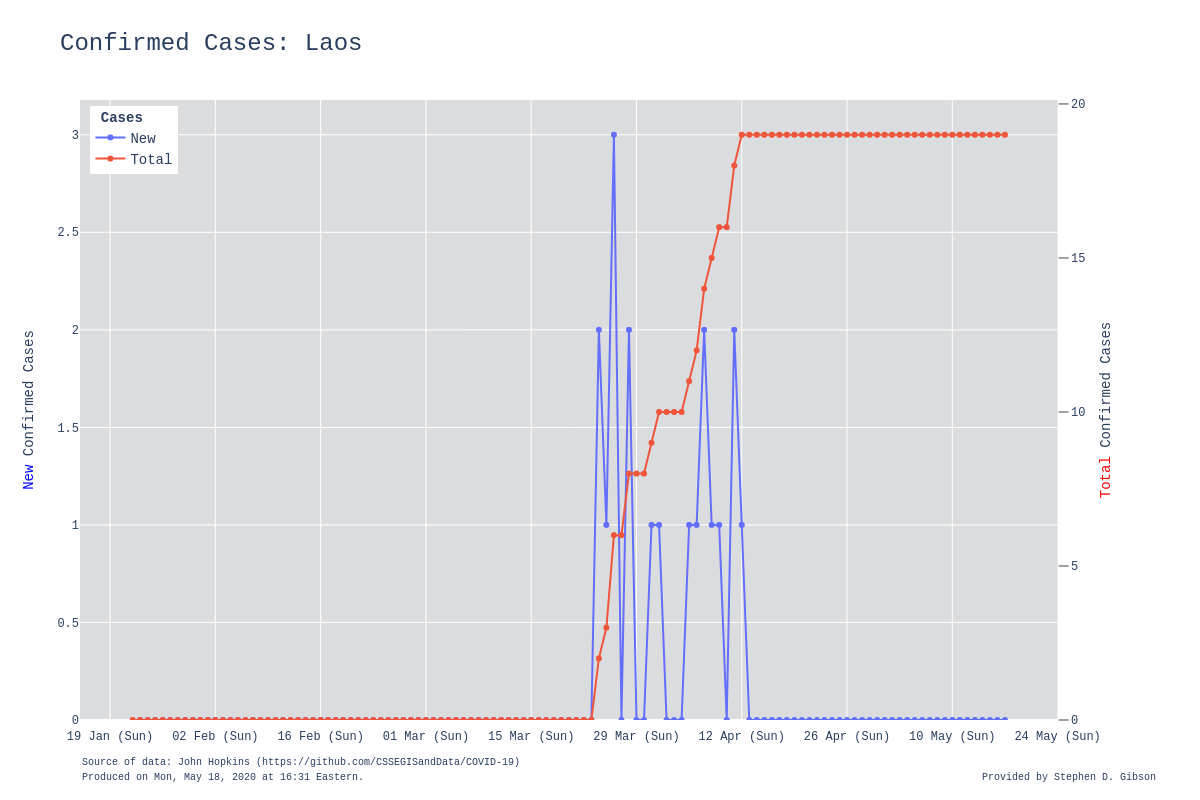 Confirmed Cases: Laos
Cases
New
Total
3
2.5
2
1.5
1
0.5
0
20
15
10
5
0
New Confirmed Cases
Total Confirmed Cases
19 Jan (Sun) 02 Feb (Sun) 16 Feb (Sun) 01 Mar (Sun) 15 Mar (Sun) 29 Mar (Sun) 12 Apr (Sun) 26 Apr (Sun) 10 May (Sun) 24 May (Sun)
Source of data: John Hopkins (https://github.com/CSSEGISandData/COVID-19)
Produced on Mon, May 18, 2020 at 16:31 Eastern.
Provided by Stephen D. Gibson